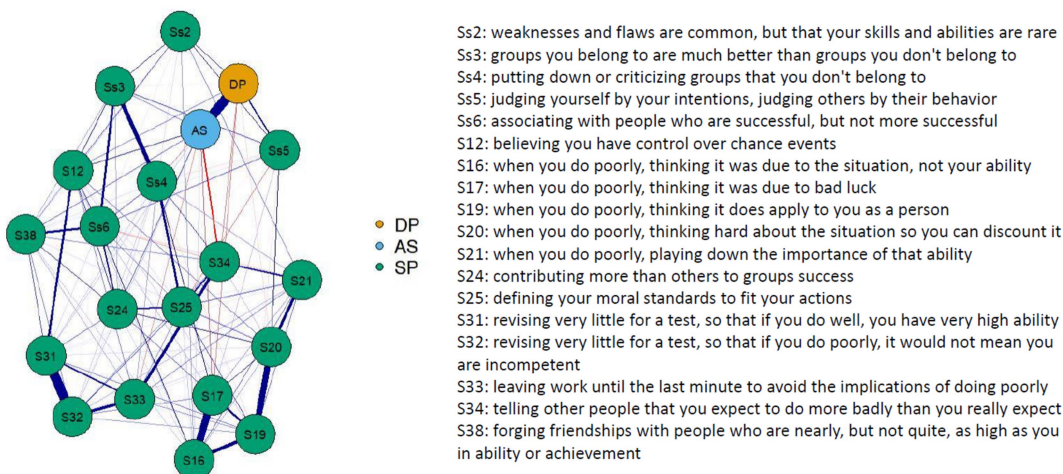 Ss2
DP
Ss3
AS
Ss5
S12
Ss4
Ss6
S38
S34
S21
S24
S25
S31
S20
S33
S17
S32
S19
S16
DP
AS
SP
Ss2: weaknesses and flaws are common, but that your skills and abilities are rare
Ss3: groups you belong to are much better than groups you don't belong to
Ss4: putting down or criticizing groups that you don't belong to
Ss5: judging yourself by your intentions, judging others by their behavior
Ss6: associating with people who are successful, but not more successful
S12: believing you have control over chance events
S16: when you do poorly, thinking it was due to the situation, not your ability
S17: when you do poorly, thinking it was due to bad luck
S19: when you do poorly, thinking it does apply to you as a person
S20: when you do poorly, thinking hard about the situation so you can discount it
S21: when you do poorly, playing down the importance of that ability
S24: contributing more than others to groups success
S25: defining your moral standards to fit your actions
S31: revising very little for a test, so that if you do well, you have very high ability
S32: revising very little for a test, so that if you do poorly, it would not mean you
are incompetent
S33: leaving work until the last minute to avoid the implications of doing poorly
S34: telling other people that you expect to do more badly than you really expect
S38: forging friendships with people who are nearly, but not quite, as high as you
in ability or achievement